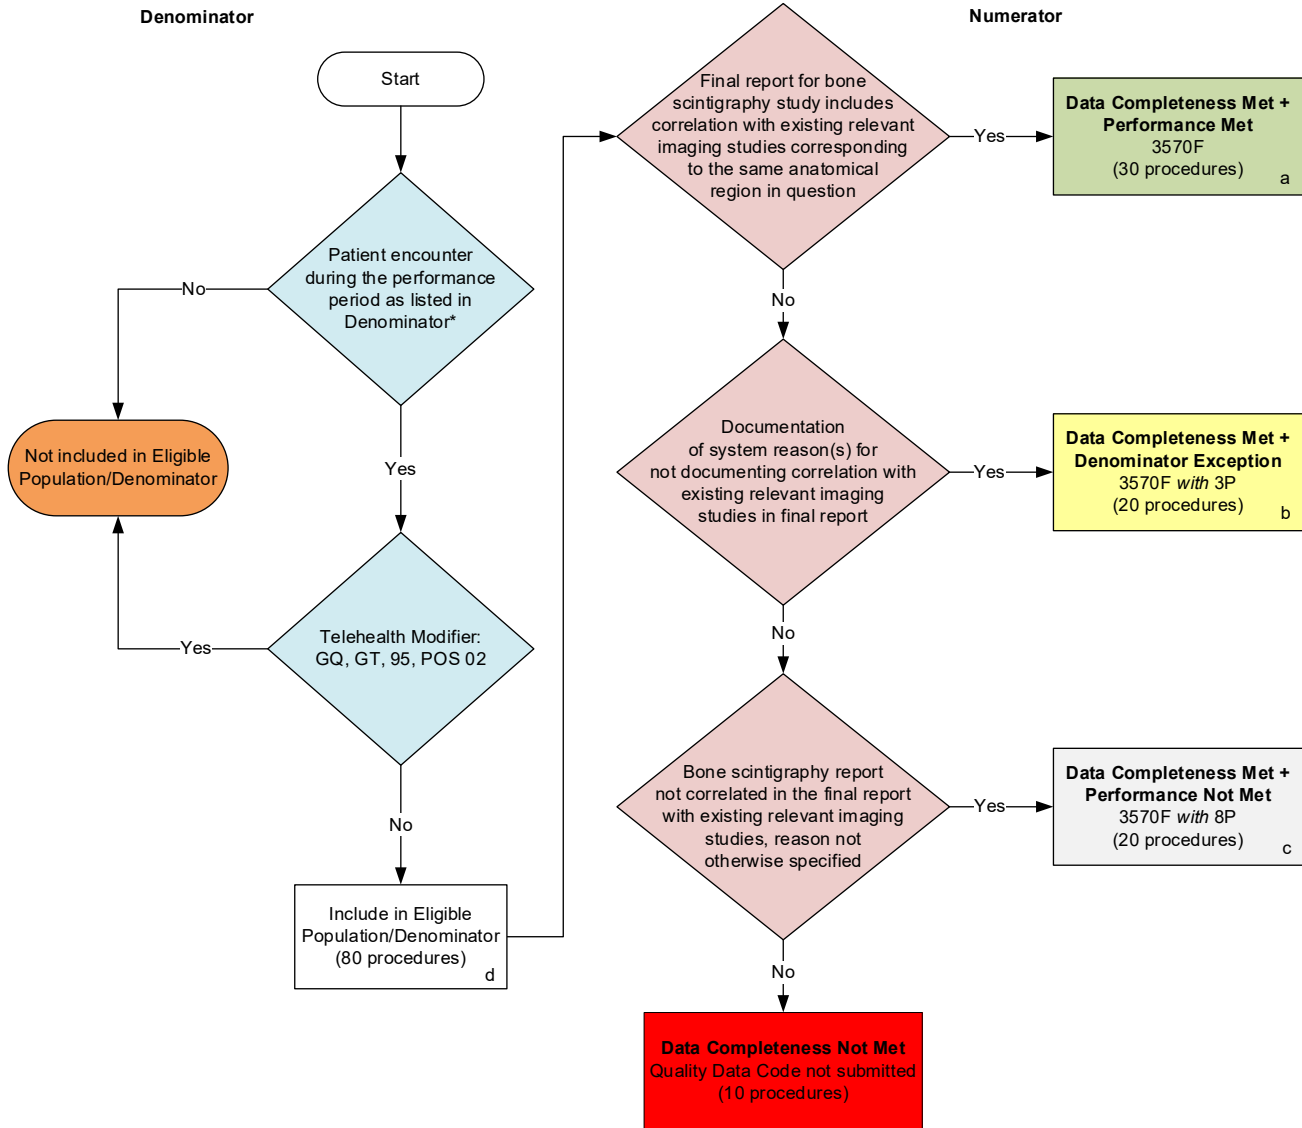 Denominator
Numerator
Start
Patient encounter
during the performance
period as listed in
Denominator*
No
Yes
Not included in Eligible
Population/Denominator
Telehealth Modifier:
GQ, GT, 95, POS 02
Yes
No
Include in Eligible
Population/Denominator
(80 procedures)
d
Final report for bone
scintigraphy study includes
correlation with existing relevant
imaging studies corresponding
to the same anatomical
region in question
Yes
Data Completeness Met +
Performance Met
3570F
(30 procedures)
a
No
Documentation
of system reason(s) for
not documenting correlation with
existing relevant imaging
studies in final report
Yes
Data Completeness Met +
Denominator Exception
3570F with 3P
(20 procedures)
b
No
Bone scintigraphy report
not correlated in the final report
with existing relevant imaging
studies, reason not
otherwise specified
Yes
Data Completeness Met +
Performance Not Met
3570F with 8P
(20 procedures)
c
No
Data Completeness Not Met
Quality Data Code not submitted
(10 procedures)